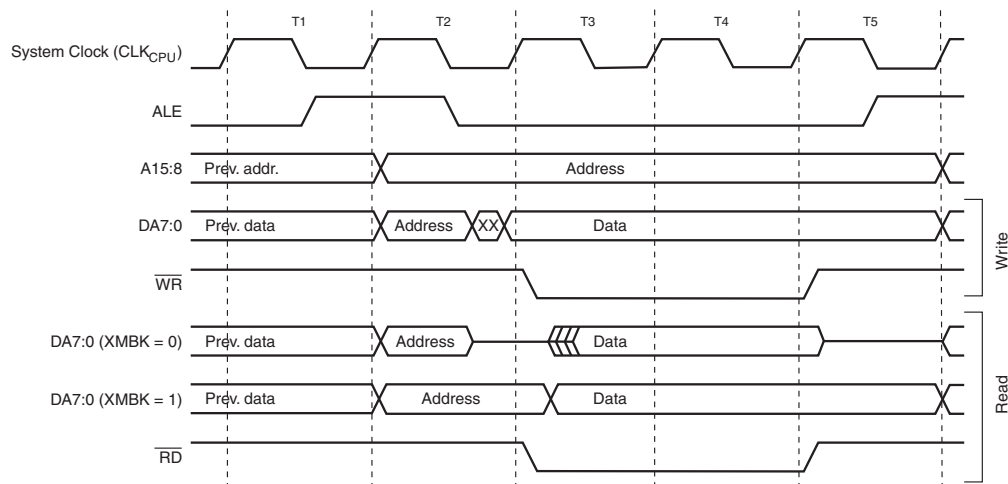 T1 T2 T3 T4 T5
System Clock (CLKCPU)
ALE
A15:8 Prev. addr. Address
DA7:0 Prev. data Address XX Data
WR
Write
DA7:0 (XMBK = 0) Prev. data Address Data
DA7:0 (XMBK = 1) Prev. data Address Data
RD
Read